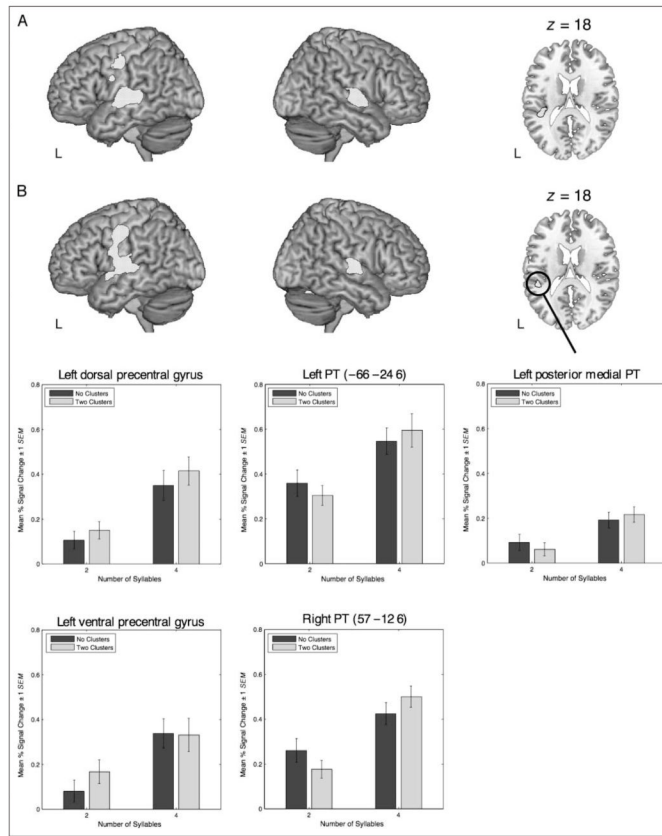 A
z = 18
L
L
B
z = 18
L
L
Left dorsal precentral gyrus
0.8
0.6
0.4
0.2
0
No Clusters
Two Clusters
Mean % Signal Change ± 1 SEM
2
4
Number of Syllables
Left PT (−66 −24 6)
0.8
0.6
0.4
0.2
0
No Clusters
Two Clusters
Mean % Signal Change ± 1 SEM
2
4
Number of Syllables
Left posterior medial PT
0.8
0.6
0.4
0.2
0
No Clusters
Two Clusters
Mean % Signal Change ± 1 SEM
2
4
Number of Syllables
Left ventral precentral gyrus
0.8
0.6
0.4
0.2
0
No Clusters
Two Clusters
Mean % Signal Change ± 1 SEM
2
4
Number of Syllables
Right PT (57 −12 6)
0.8
0.6
0.4
0.2
0
No Clusters
Two Clusters
Mean % Signal Change ± 1 SEM
2
4
Number of Syllables